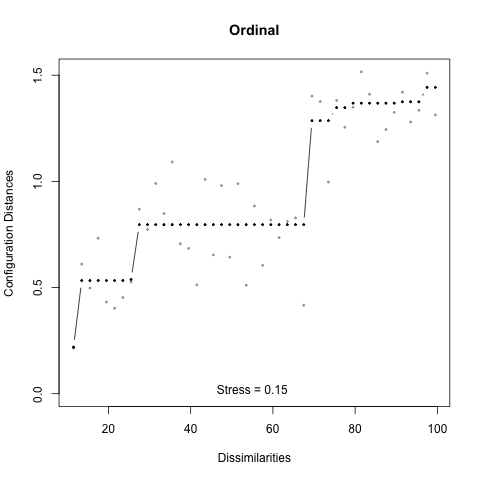 Ordinal
Configuration Distances
1.5
1.0
0.5
0.0
Stress = 0.15
20 40 60 80 100
Dissimilarities